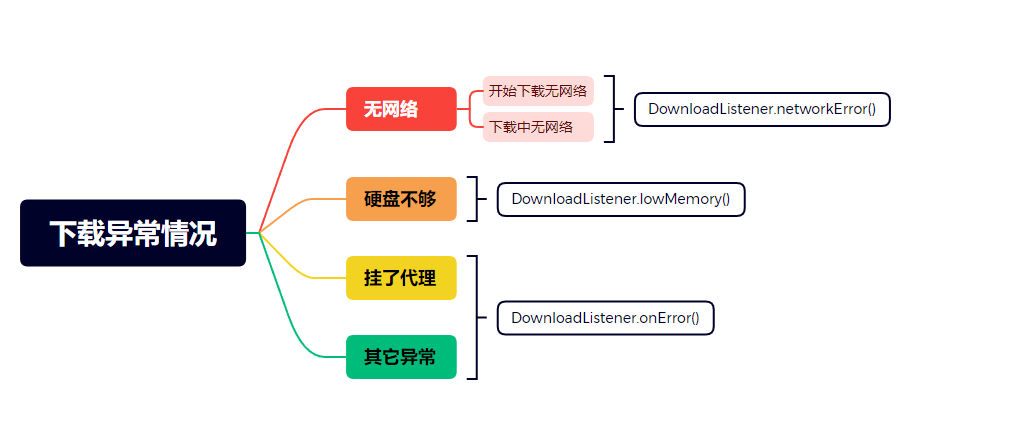 下载异常情况
无网络
开始下载无网络
下载中无网络
DownloadListener.networkError()
硬盘不够
DownloadListener.lowMemory()
挂了代理
其它异常
DownloadListener.onError()